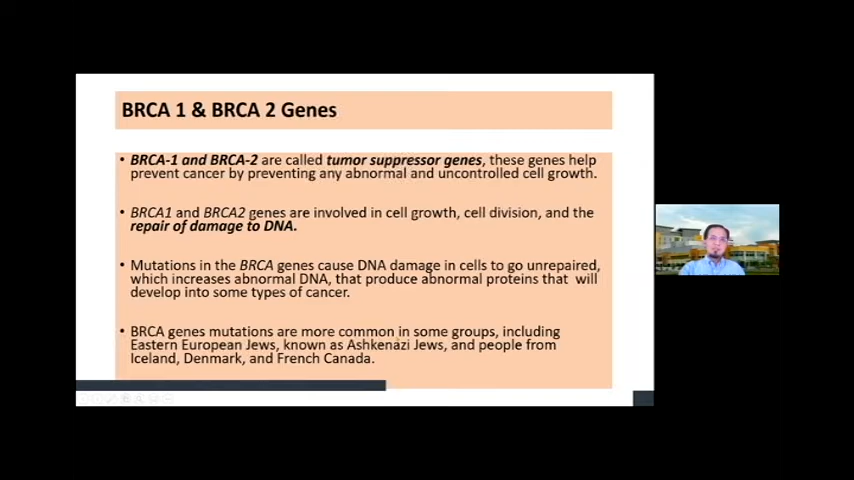 BRCA 1 & BRCA 2 Genes
• BRCA-1 and BRCA-2 are called tumor suppressor genes, these genes help
prevent cancer by preventing any abnormal and uncontrolled cell growth.
• BRCA1 and BRCA2 genes are involved in cell growth, cell division, and the
repair of damage to DNA.
• Mutations in the BRCA genes cause DNA damage in cells to go unrepaired,
which increases abnormal DNA, that produce abnormal proteins that will
develop into some types of cancer.
• BRCA genes mutations are more common in some groups, including
Eastern European Jews, known as Ashkenazi Jews, and people from
Iceland, Denmark, and French Canada.